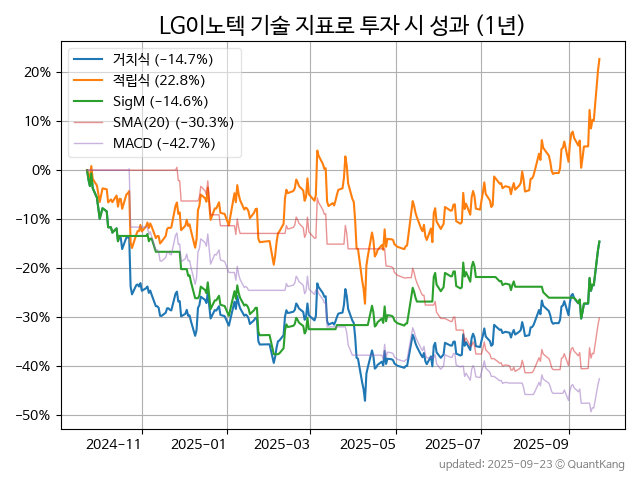 LG이노텍 기술 지표로 투자 시 성과 (1년)
거치식 (−14.7%)
적립식 (22.8%)
SigM (−14.6%)
SMA(20) (−30.3%)
MACD (−42.7%)
20%
10%
0%
−10%
−20%
−30%
−40%
−50%
2024-11 2025-01 2025-03 2025-05 2025-07 2025-09
updated: 2025-09-23 © QuantKang